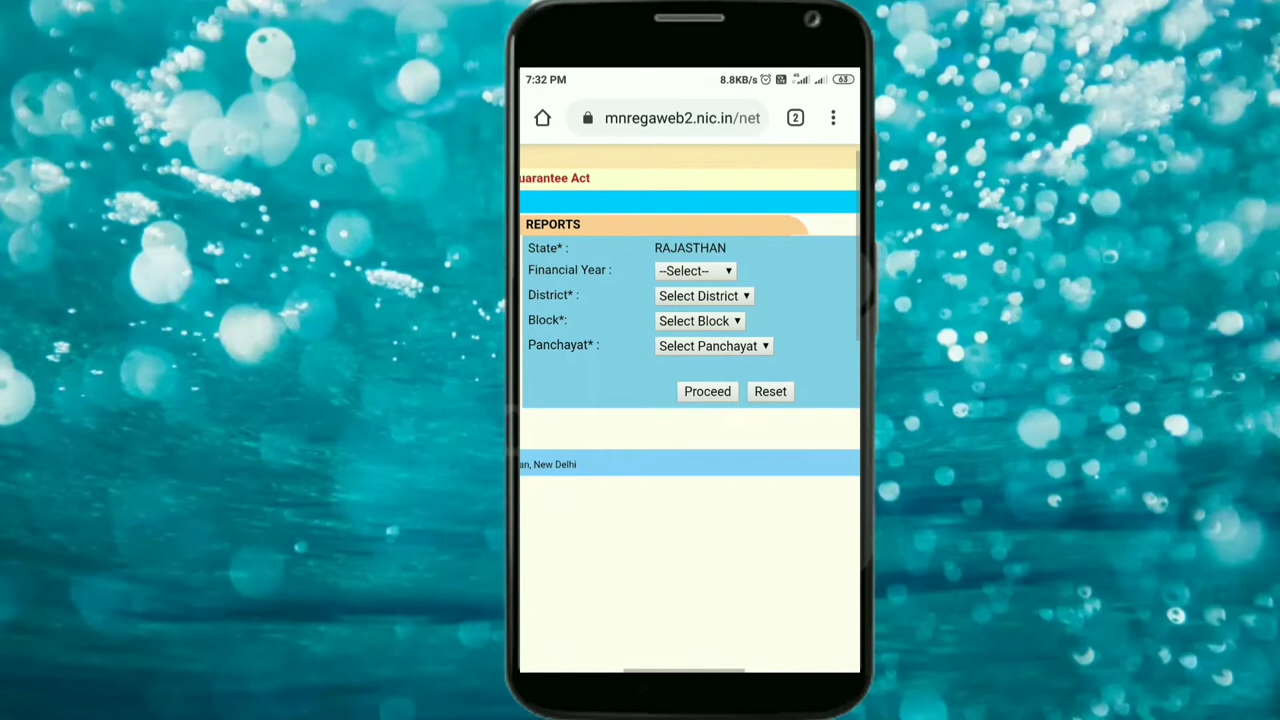 7:32 PM 8.8KB/s 63
mnregaweb2.nic.in/net 2
uarantee Act
REPORTS
State* : RAJASTHAN
Financial Year : --Select--
District* : Select District
Block*: Select Block
Panchayat* : Select Panchayat
Proceed Reset
an, New Delhi